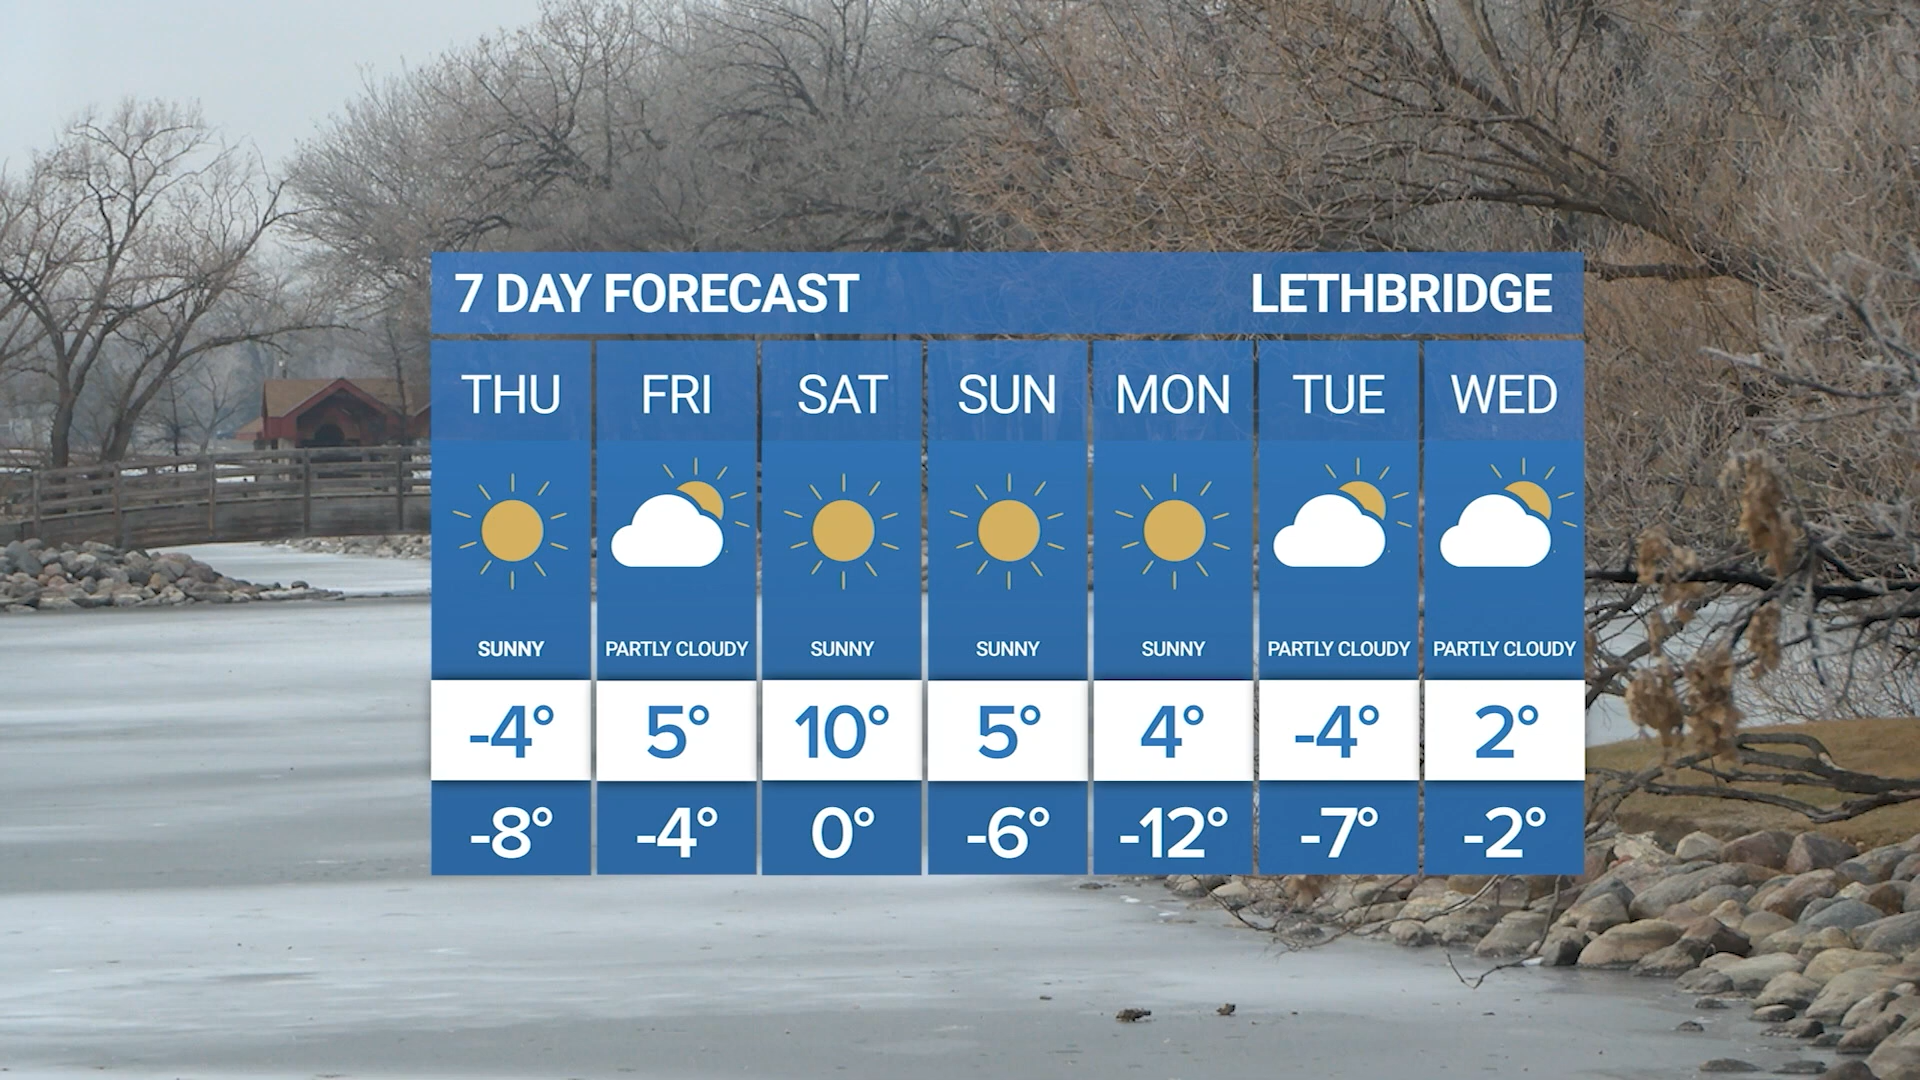 7 DAY FORECAST LETHBRIDGE
THU FRI SAT SUN MON TUE WED
SUNNY PARTLY CLOUDY SUNNY SUNNY SUNNY PARTLY CLOUDY PARTLY CLOUDY
-4° 5° 10° 5° 4° -4° 2°
-8° -4° 0° -6° -12° -7° -2°